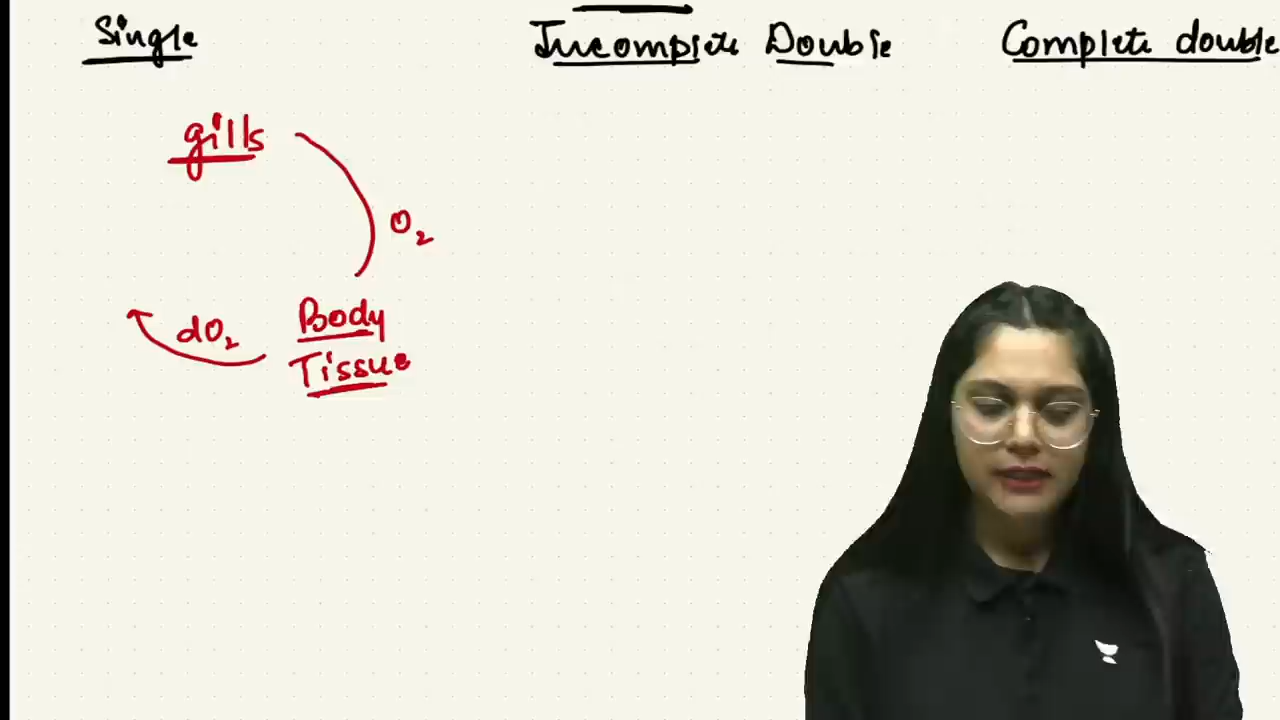 Single
Incomplete Double
Complete double
gills
O₂
Body
Tissue
dO₂